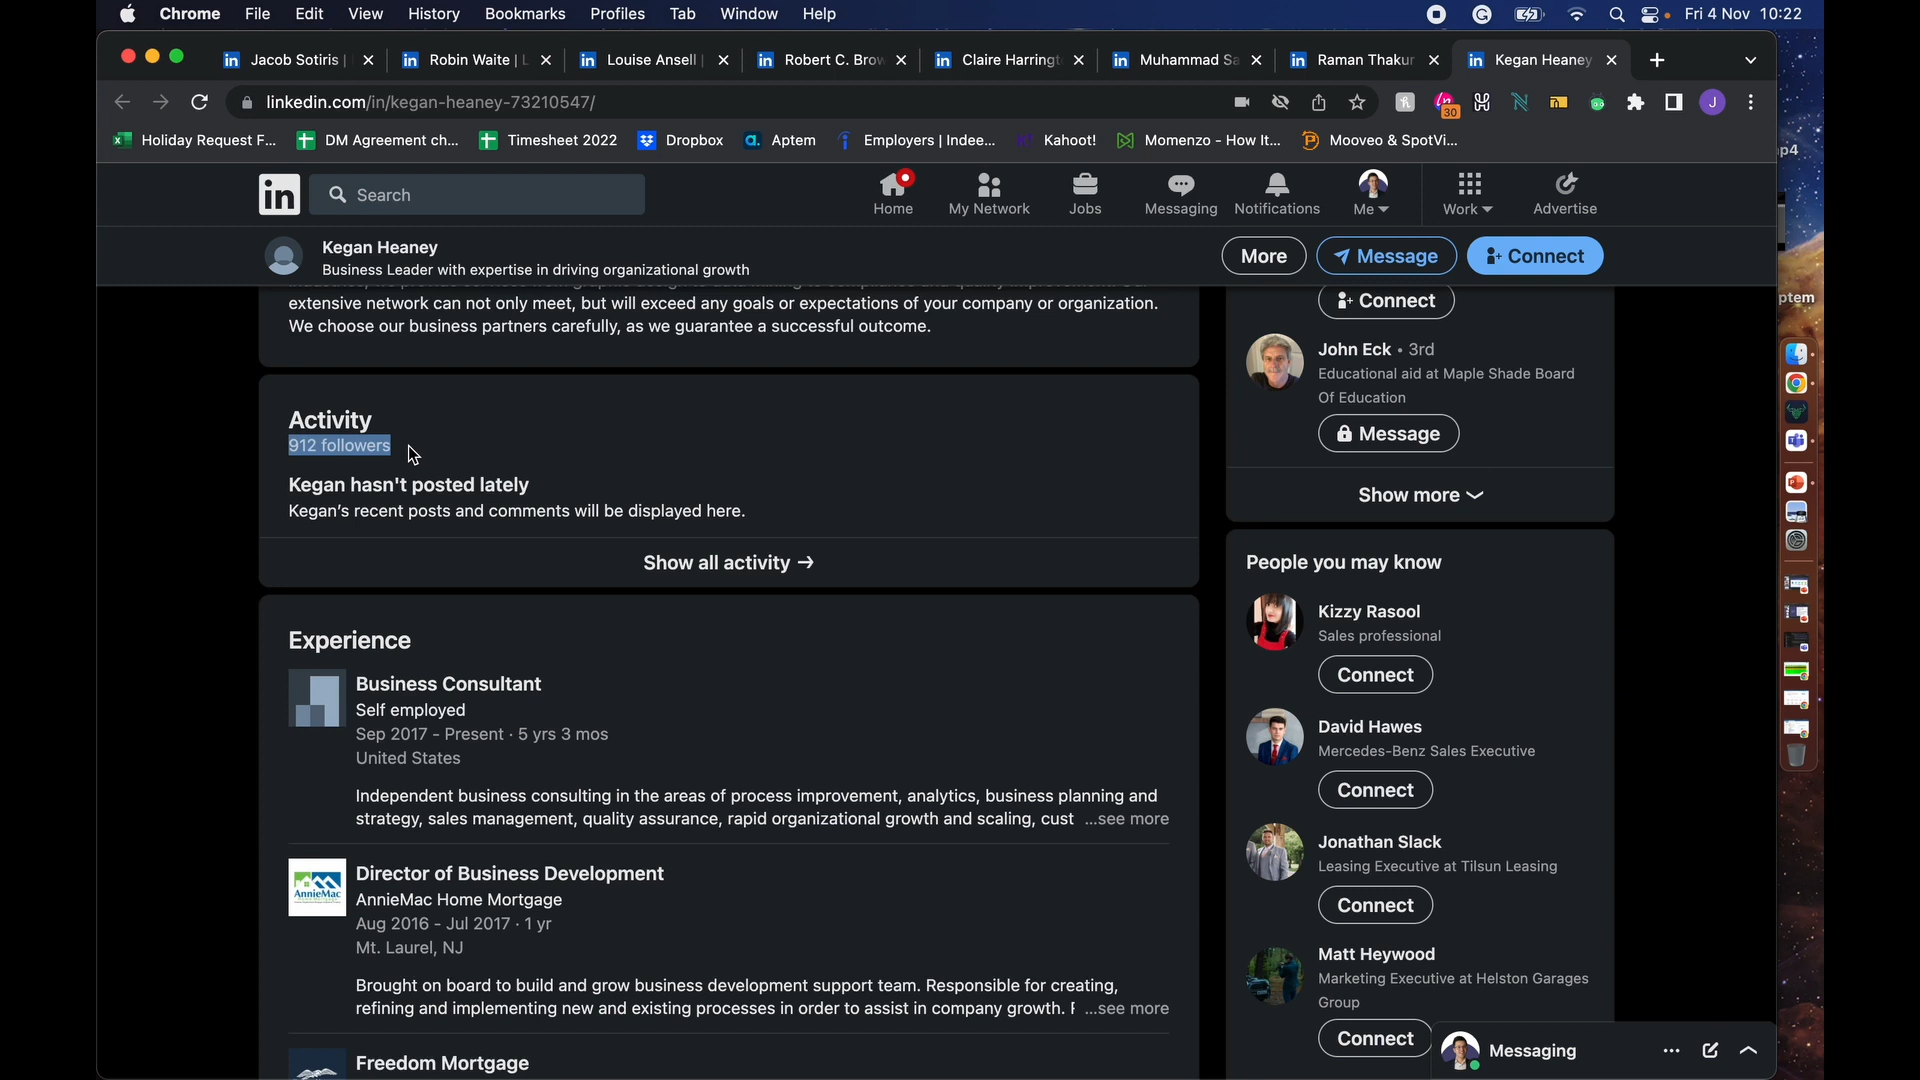 Chrome File Edit View History Bookmarks Profiles Tab Window Help Fri 4 Nov 10:22
Jacob Sotiris | Robin Waite | L Louise Ansell | Robert C. Brow Claire Harringt Muhammad Sa Raman Thakur Kegan Heaney
linkedin.com/in/kegan-heaney-73210547/ 30 J
Holiday Request F... DM Agreement ch... Timesheet 2022 Dropbox Aptem Employers | Indee... Kahoot! Momenzo - How It... Mooveo & SpotVi...
p4
in Search Home My Network Jobs Messaging Notifications Me Work Advertise
Kegan Heaney
Business Leader with expertise in driving organizational growth
More Message Connect
extensive network can not only meet, but will exceed any goals or expectations of your company or organization.
We choose our business partners carefully, as we guarantee a successful outcome.
Activity
912 followers
Kegan hasn't posted lately
Kegan's recent posts and comments will be displayed here.
Show all activity →
Experience
Business Consultant
Self employed
Sep 2017 - Present · 5 yrs 3 mos
United States
Independent business consulting in the areas of process improvement, analytics, business planning and
strategy, sales management, quality assurance, rapid organizational growth and scaling, cust ...see more
AnnieMac
Director of Business Development
AnnieMac Home Mortgage
Aug 2016 - Jul 2017 · 1 yr
Mt. Laurel, NJ
Brought on board to build and grow business development support team. Responsible for creating,
refining and implementing new and existing processes in order to assist in company growth. F ...see more
Freedom Mortgage
Connect
John Eck · 3rd
Educational aid at Maple Shade Board
Of Education
Message
Show more
People you may know
Kizzy Rasool
Sales professional
Connect
David Hawes
Mercedes-Benz Sales Executive
Connect
Jonathan Slack
Leasing Executive at Tilsun Leasing
Connect
Matt Heywood
Marketing Executive at Helston Garages
Group
Connect
Messaging
ptem